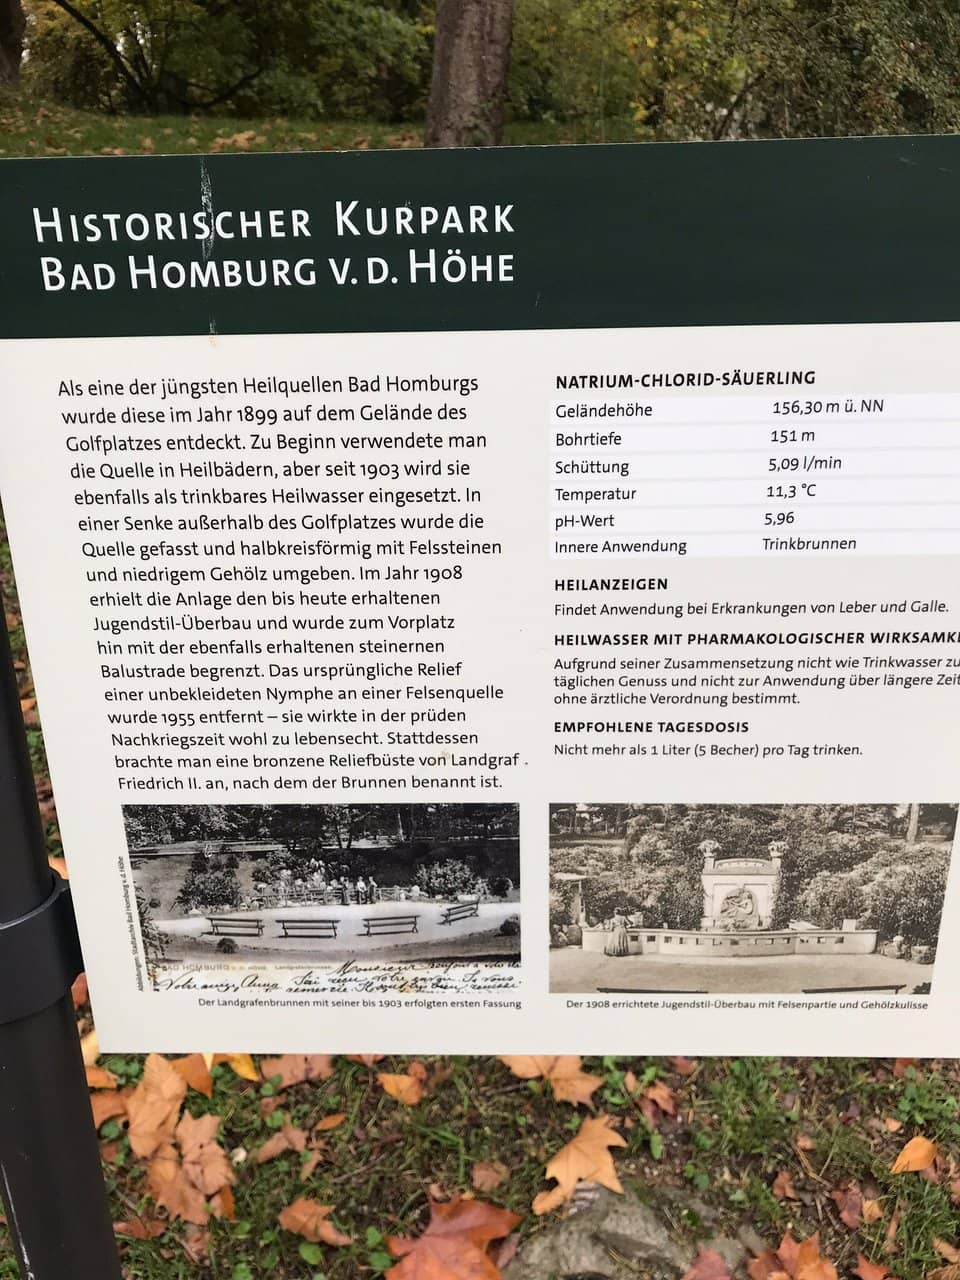 HISTORISCHER KURPARK
BAD HOMBURG V. D. HÖHE
Als eine der jüngsten Heilquellen Bad Homburgs
wurde diese im Jahr 1899 auf dem Gelände des
Golfplatzes entdeckt. Zu Beginn verwendete man
die Quelle in Heilbädern, aber seit 1903 wird sie
ebenfalls als trinkbares Heilwasser eingesetzt. In
einer Senke außerhalb des Golfplatzes wurde die
Quelle gefasst und halbkreisförmig mit Felssteinen
und niedrigem Gehölz umgeben. Im Jahr 1908
erhielt die Anlage den bis heute erhaltenen
Jugendstil-Überbau und wurde zum Vorplatz
hin mit der ebenfalls erhaltenen steinernen
Balustrade begrenzt. Das ursprüngliche Relief
einer unbekleideten Nymphe an einer Felsenquelle
wurde 1955 entfernt – sie wirkte in der prüden
Nachkriegszeit wohl zu lebensecht. Stattdessen
brachte man eine bronzene Reliefbüste von Landgraf
Friedrich II. an, nach dem der Brunnen benannt ist.
NATRIUM-CHLORID-SÄUERLING
Geländehöhe 156,30 m ü. NN
Bohrtiefe 151 m
Schüttung 5,09 l/min
Temperatur 11,3 °C
pH-Wert 5,96
Innere Anwendung Trinkbrunnen
HEILANZEIGEN
Findet Anwendung bei Erkrankungen von Leber und Galle.
HEILWASSER MIT PHARMAKOLOGISCHER WIRKSAMKE
Aufgrund seiner Zusammensetzung nicht wie Trinkwasser zu
täglichen Genuss und nicht zur Anwendung über längere Zeit
ohne ärztliche Verordnung bestimmt.
EMPFOHLENE TAGESDOSIS
Nicht mehr als 1 Liter (5 Becher) pro Tag trinken.
Abbildungen: Stadtarchiv Bad Homburg v. d. Höhe
BAD HOMBURG v. d. HÖHE. Landgrafenbrunnen
Der Landgrafenbrunnen mit seiner bis 1903 erfolgten ersten Fassung
Der 1908 errichtete Jugendstil-Überbau mit Felsenpartie und Gehölzkulisse